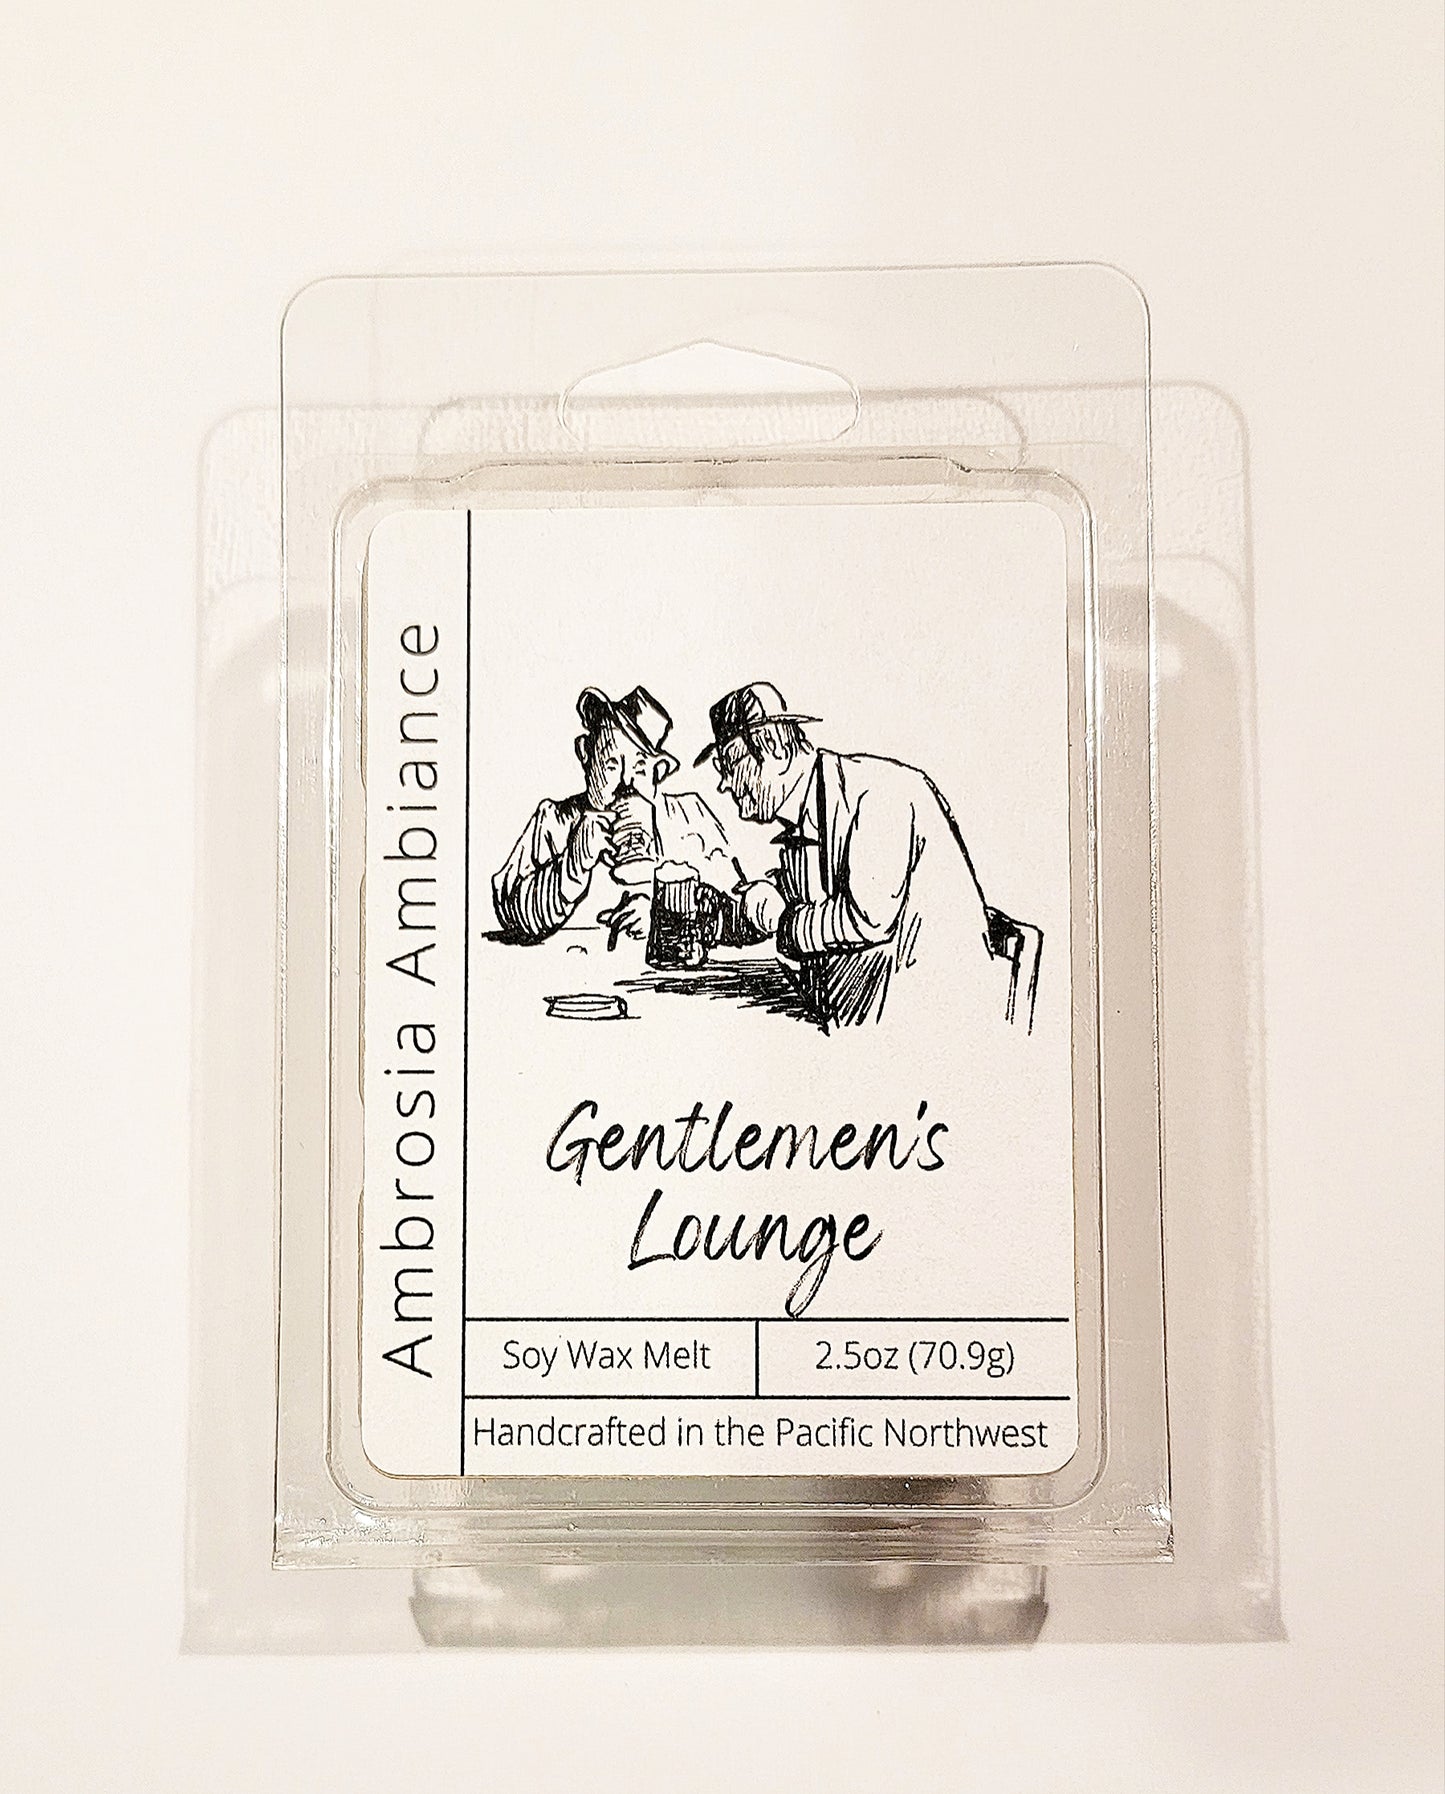 Ambrosia Ambiance
Gentlemen's
Lounge
Soy Wax Melt
2.5oz (70.9g)
Handcrafted in the Pacific Northwest